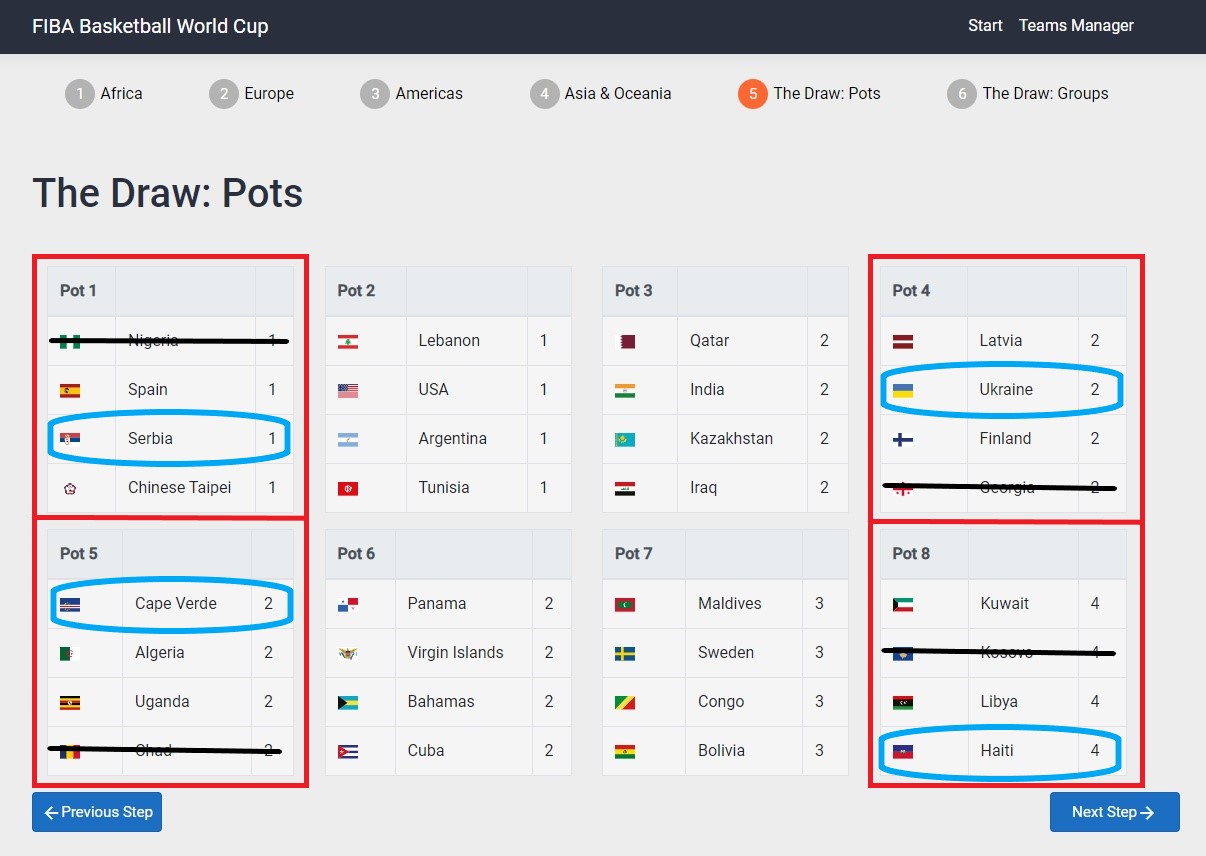 FIBA Basketball World Cup Start Teams Manager
1 Africa 2 Europe 3 Americas 4 Asia & Oceania 5 The Draw: Pots 6 The Draw: Groups
The Draw: Pots
Pot 1
Nigeria 1
Spain 1
Serbia 1
Chinese Taipei 1
Pot 2
Lebanon 1
USA 1
Argentina 1
Tunisia 1
Pot 3
Qatar 2
India 2
Kazakhstan 2
Iraq 2
Pot 4
Latvia 2
Ukraine 2
Finland 2
Georgia 2
Pot 5
Cape Verde 2
Algeria 2
Uganda 2
Chad 2
Pot 6
Panama 2
Virgin Islands 2
Bahamas 2
Cuba 2
Pot 7
Maldives 3
Sweden 3
Congo 3
Bolivia 3
Pot 8
Kuwait 4
Kosovo 4
Libya 4
Haiti 4
Previous Step
Next Step